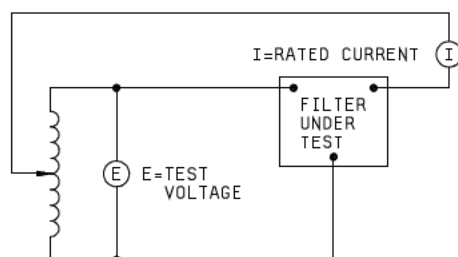 I=RATED CURRENT
I
FILTER
UNDER
TEST
E
E=TEST
VOLTAGE